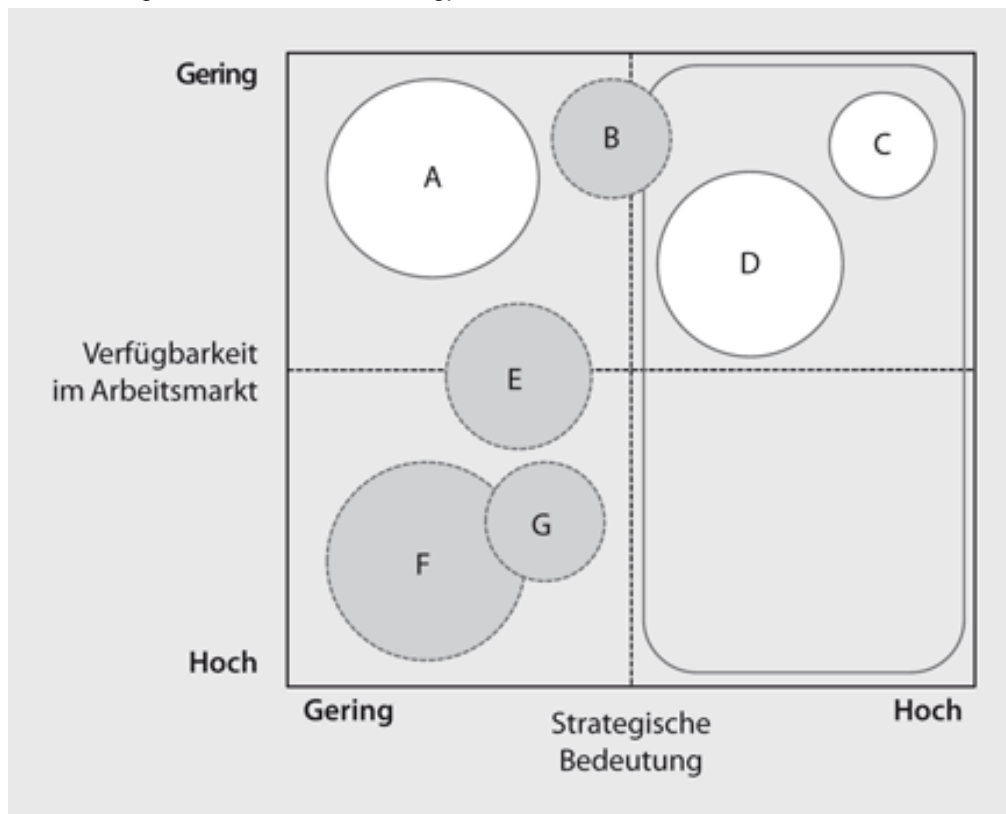 Gering
B
C
A
D
Verfügbarkeit
im Arbeitsmarkt
E
G
F
Hoch
Gering
Hoch
Strategische
Bedeutung